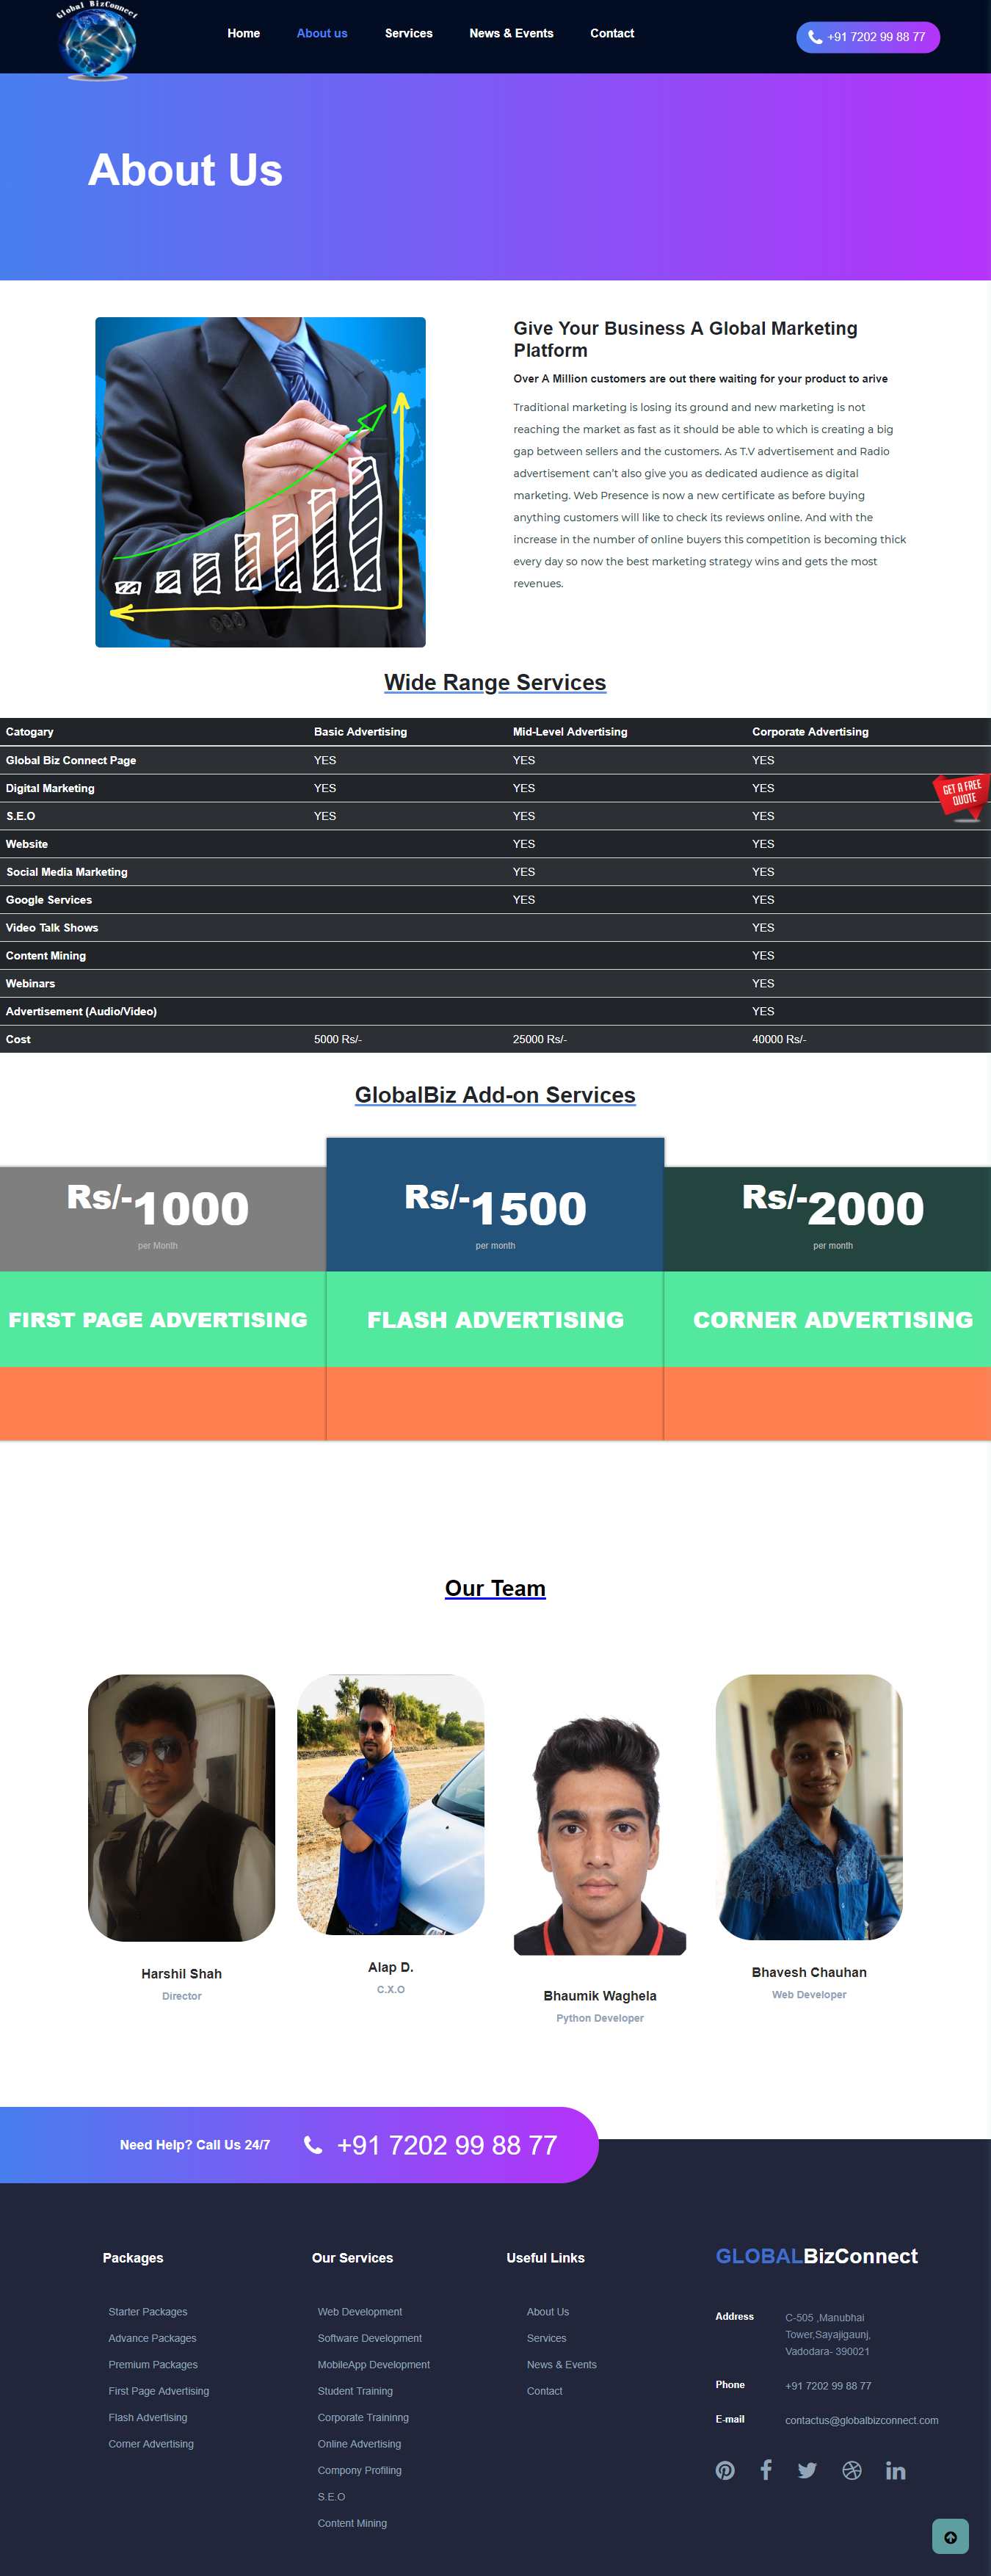 Global BizConnect
Home About us Services News & Events Contact
+91 7202 99 88 77
About Us
Give Your Business A Global Marketing
Platform
Over A Million customers are out there waiting for your product to arive
Traditional marketing is losing its ground and new marketing is not
reaching the market as fast as it should be able to which is creating a big
gap between sellers and the customers. As T.V advertisement and Radio
advertisement can't also give you as dedicated audience as digital
marketing. Web Presence is now a new certificate as before buying
anything customers will like to check its reviews online. And with the
increase in the number of online buyers this competition is becoming thick
every day so now the best marketing strategy wins and gets the most
revenues.
Wide Range Services
Catogary Basic Advertising Mid-Level Advertising Corporate Advertising
Global Biz Connect Page YES YES YES
Digital Marketing YES YES YES
GET A FREE
QUOTE
S.E.O YES YES YES
Website YES YES
Social Media Marketing YES YES
Google Services YES YES
Video Talk Shows YES
Content Mining YES
Webinars YES
Advertisement (Audio/Video) YES
Cost 5000 Rs/- 25000 Rs/- 40000 Rs/-
GlobalBiz Add-on Services
Rs/-1000
per Month
FIRST PAGE ADVERTISING
Rs/-1500
per month
FLASH ADVERTISING
Rs/-2000
per month
CORNER ADVERTISING
Our Team
Harshil Shah
Director
Alap D.
C.X.O
Bhaumik Waghela
Python Developer
Bhavesh Chauhan
Web Developer
Need Help? Call Us 24/7 +91 7202 99 88 77
Packages
Starter Packages
Advance Packages
Premium Packages
First Page Advertising
Flash Advertising
Corner Advertising
Our Services
Web Development
Software Development
MobileApp Development
Student Training
Corporate Traininng
Online Advertising
Compony Profiling
S.E.O
Content Mining
Useful Links
About Us
Services
News & Events
Contact
GLOBALBizConnect
Address C-505 ,Manubhai
Tower,Sayajigaunj,
Vadodara- 390021
Phone +91 7202 99 88 77
E-mail contactus@globalbizconnect.com